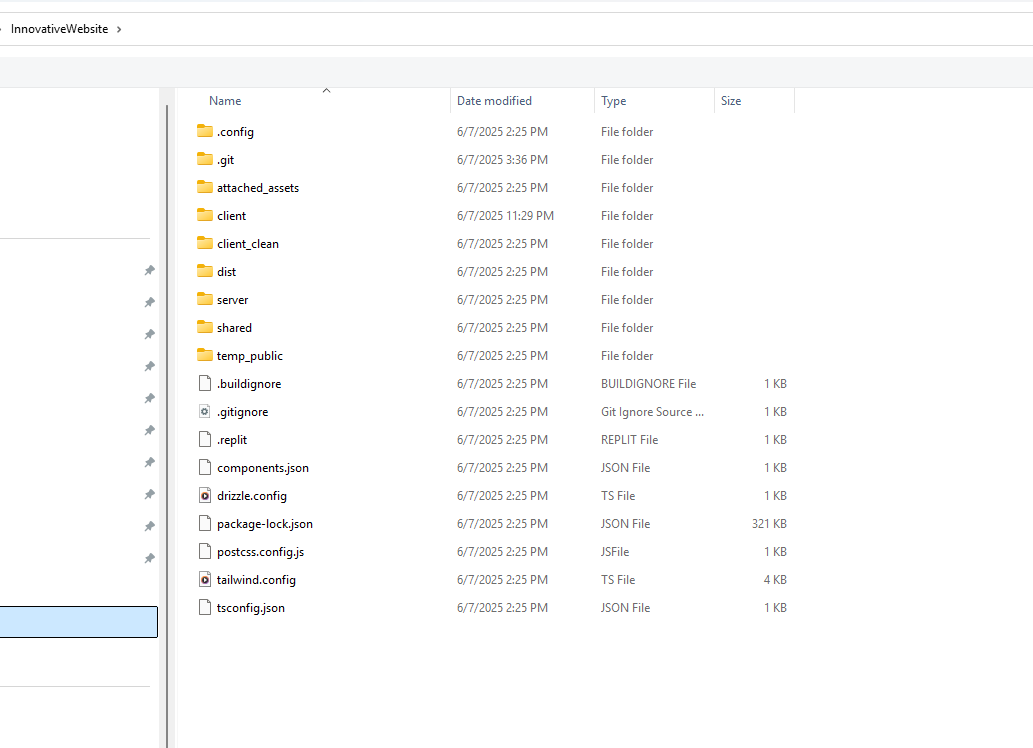 InnovativeWebsite
Name Date modified Type Size
.config 6/7/2025 2:25 PM File folder
.git 6/7/2025 3:36 PM File folder
attached_assets 6/7/2025 2:25 PM File folder
client 6/7/2025 11:29 PM File folder
client_clean 6/7/2025 2:25 PM File folder
dist 6/7/2025 2:25 PM File folder
server 6/7/2025 2:25 PM File folder
shared 6/7/2025 2:25 PM File folder
temp_public 6/7/2025 2:25 PM File folder
.buildignore 6/7/2025 2:25 PM BUILDIGNORE File 1 KB
.gitignore 6/7/2025 2:25 PM Git Ignore Source ... 1 KB
.replit 6/7/2025 2:25 PM REPLIT File 1 KB
components.json 6/7/2025 2:25 PM JSON File 1 KB
drizzle.config 6/7/2025 2:25 PM TS File 1 KB
package-lock.json 6/7/2025 2:25 PM JSON File 321 KB
postcss.config.js 6/7/2025 2:25 PM JSFile 1 KB
tailwind.config 6/7/2025 2:25 PM TS File 4 KB
tsconfig.json 6/7/2025 2:25 PM JSON File 1 KB